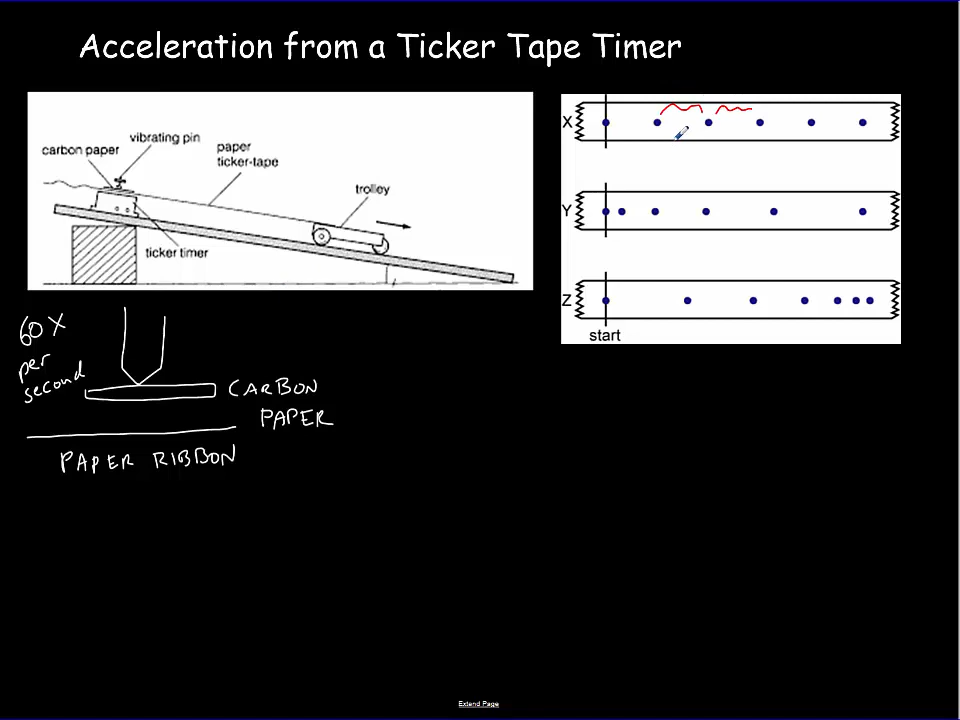 Acceleration from a Ticker Tape Timer
vibrating pin
carbon paper
paper
ticker-tape
trolley
ticker timer
X
Y
Z
start
60 X
per
second
CARBON
PAPER
PAPER RIBBON
Extend Page